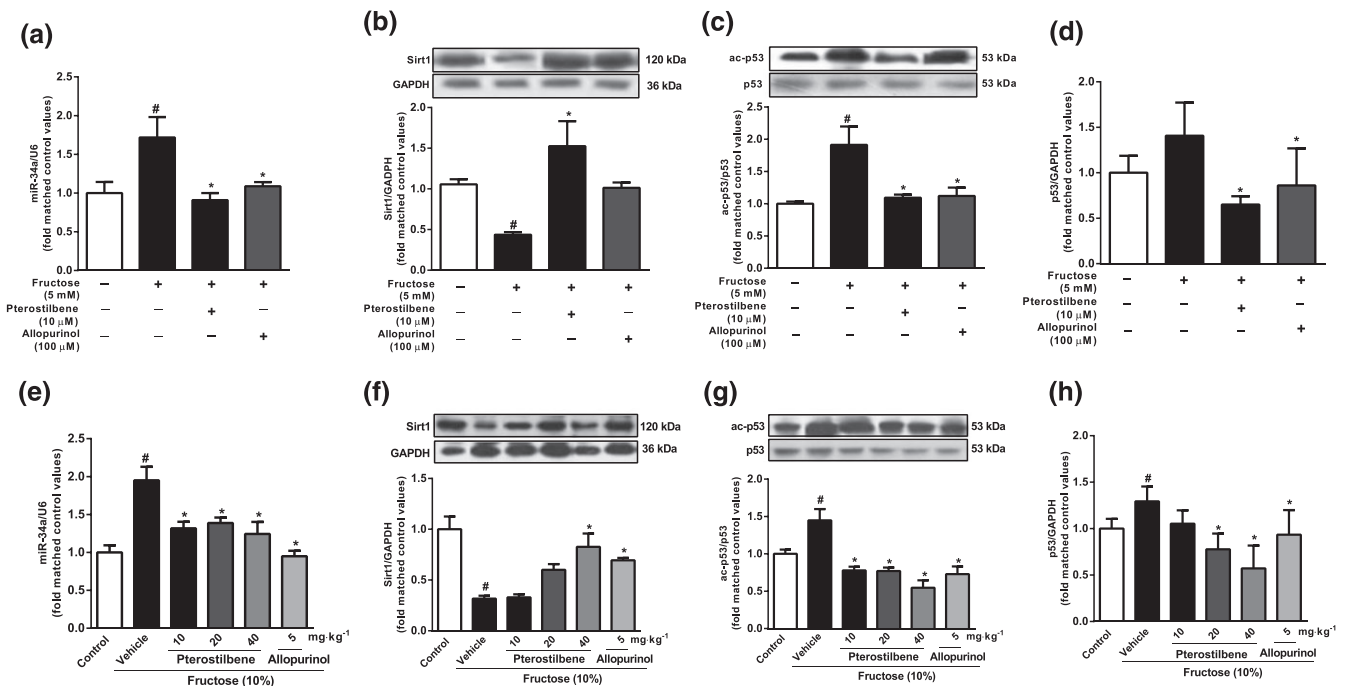 (a)
miR-34a/U6
(fold matched control values)
2.5
2.0
1.5
1.0
0.5
0.0
#
*
*
Fructose
(5 mM)
– + + +
Pterostilbene
(10 μM)
– – + –
Allopurinol
(100 μM)
– – – +
(b)
Sirt1
120 kDa
GAPDH
36 kDa
Sirt1/GADPH
(fold matched control values)
2.0
1.5
1.0
0.5
0.0
#
*
Fructose
(5 mM)
– + + +
Pterostilbene
(10 μM)
– – + –
Allopurinol
(100 μM)
– – – +
(c)
ac-p53
53 kDa
p53
53 kDa
ac-p53/p53
(fold matched control values)
2.5
2.0
1.5
1.0
0.5
0.0
#
*
*
Fructose
(5 mM)
– + + +
Pterostilbene
(10 μM)
– – + –
Allopurinol
(100 μM)
– – – +
(d)
p53/GAPDH
(fold matched control values)
2.0
1.5
1.0
0.5
0.0
*
*
Fructose
(5 mM)
– + + +
Pterostilbene
(10 μM)
– – + –
Allopurinol
(100 μM)
– – – +
(e)
miR-34a/U6
(fold matched control values)
2.5
2.0
1.5
1.0
0.5
0.0
#
*
*
*
*
Control Vehicle 10 20 40 5 mg·kg-1
Pterostilbene Allopurinol
Fructose (10%)
(f)
Sirt1
120 kDa
GAPDH
36 kDa
Sirt1/GAPDH
(fold matched control values)
1.5
1.0
0.5
0.0
#
*
*
Control Vehicle 10 20 40 5 mg·kg-1
Pterostilbene Allopurinol
Fructose (10%)
(g)
ac-p53
53 kDa
p53
53 kDa
ac-p53/p53
(fold matched control values)
2.0
1.5
1.0
0.5
0.0
#
*
*
*
*
Control Vehicle 10 20 40 5 mg·kg-1
Pterostilbene Allopurinol
Fructose (10%)
(h)
p53/GAPDH
(fold matched control values)
2.0
1.5
1.0
0.5
0.0
#
*
*
*
Control Vehicle 10 20 40 5 mg·kg-1
Pterostilbene Allopurinol
Fructose (10%)